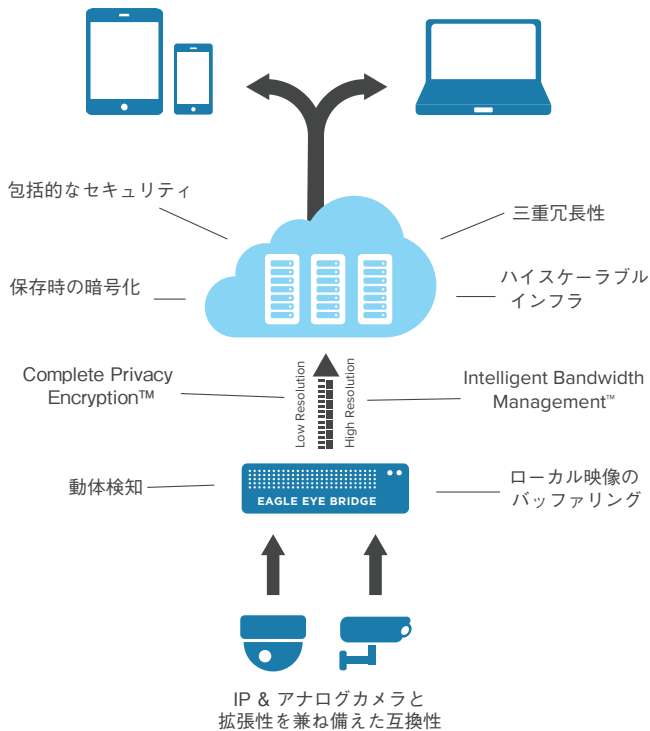 包括的なセキュリティ
三重冗長性
保存時の暗号化
ハイスケーラブル
インフラ
Complete Privacy
Encryption™
Low Resolution
High Resolution
Intelligent Bandwidth
Management™
動体検知
EAGLE EYE BRIDGE
ローカル映像の
バッファリング
IP & アナログカメラと
拡張性を兼ね備えた互換性